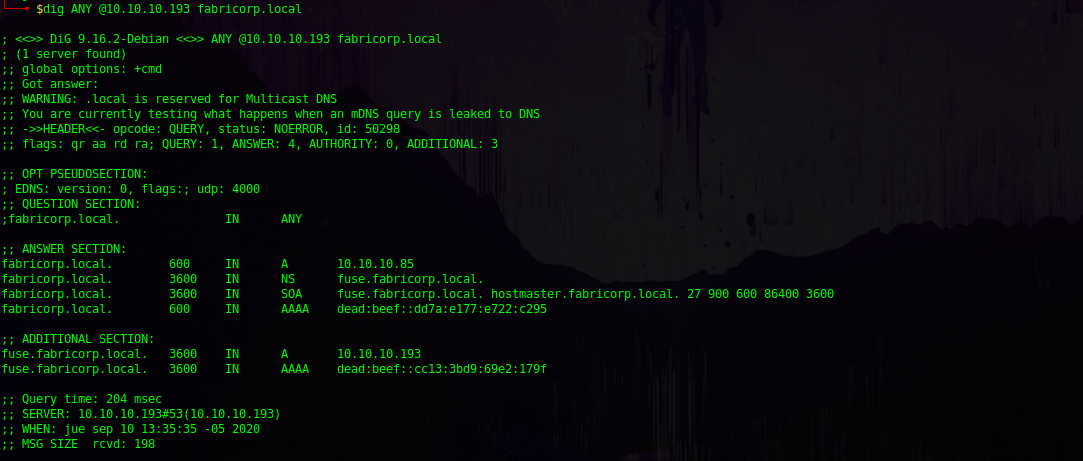 $dig ANY @10.10.10.193 fabricorp.local
; <<>> DiG 9.16.2-Debian <<>> ANY @10.10.10.193 fabricorp.local
; (1 server found)
;; global options: +cmd
;; Got answer:
;; WARNING: .local is reserved for Multicast DNS
;; You are currently testing what happens when an mDNS query is leaked to DNS
;; ->>HEADER<<- opcode: QUERY, status: NOERROR, id: 50298
;; flags: qr aa rd ra; QUERY: 1, ANSWER: 4, AUTHORITY: 0, ADDITIONAL: 3
;; OPT PSEUDOSECTION:
; EDNS: version: 0, flags:; udp: 4000
;; QUESTION SECTION:
;fabricorp.local. IN ANY
;; ANSWER SECTION:
fabricorp.local. 600 IN A 10.10.10.85
fabricorp.local. 3600 IN NS fuse.fabricorp.local.
fabricorp.local. 3600 IN SOA fuse.fabricorp.local. hostmaster.fabricorp.local. 27 900 600 86400 3600
fabricorp.local. 600 IN AAAA dead:beef::dd7a:e177:e722:c295
;; ADDITIONAL SECTION:
fuse.fabricorp.local. 3600 IN A 10.10.10.193
fuse.fabricorp.local. 3600 IN AAAA dead:beef::cc13:3bd9:69e2:179f
;; Query time: 204 msec
;; SERVER: 10.10.10.193#53(10.10.10.193)
;; WHEN: jue sep 10 13:35:35 -05 2020
;; MSG SIZE rcvd: 198